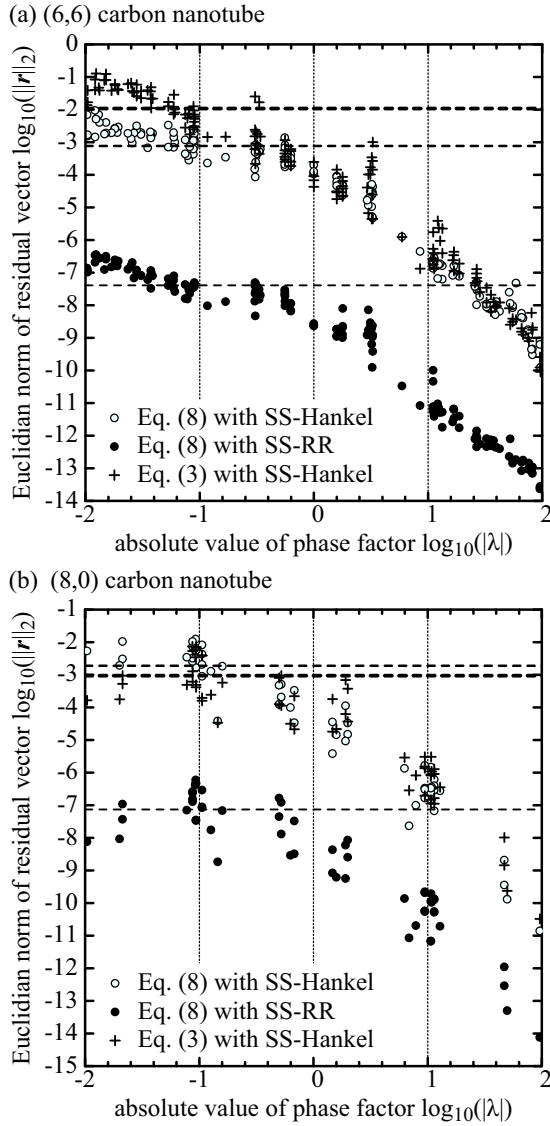 (a) (6,6) carbon nanotube
Euclidian norm of residual vector log10(||r||2)
0
-1
-2
-3
-4
-5
-6
-7
-8
-9
-10
-11
-12
-13
-14
Eq. (8) with SS-Hankel
Eq. (8) with SS-RR
Eq. (3) with SS-Hankel
-2 -1 0 1 2
absolute value of phase factor log10(|λ|)
(b) (8,0) carbon nanotube
Euclidian norm of residual vector log10(||r||2)
-1
-2
-3
-4
-5
-6
-7
-8
-9
-10
-11
-12
-13
-14
-15
Eq. (8) with SS-Hankel
Eq. (8) with SS-RR
Eq. (3) with SS-Hankel
-2 -1 0 1 2
absolute value of phase factor log10(|λ|)